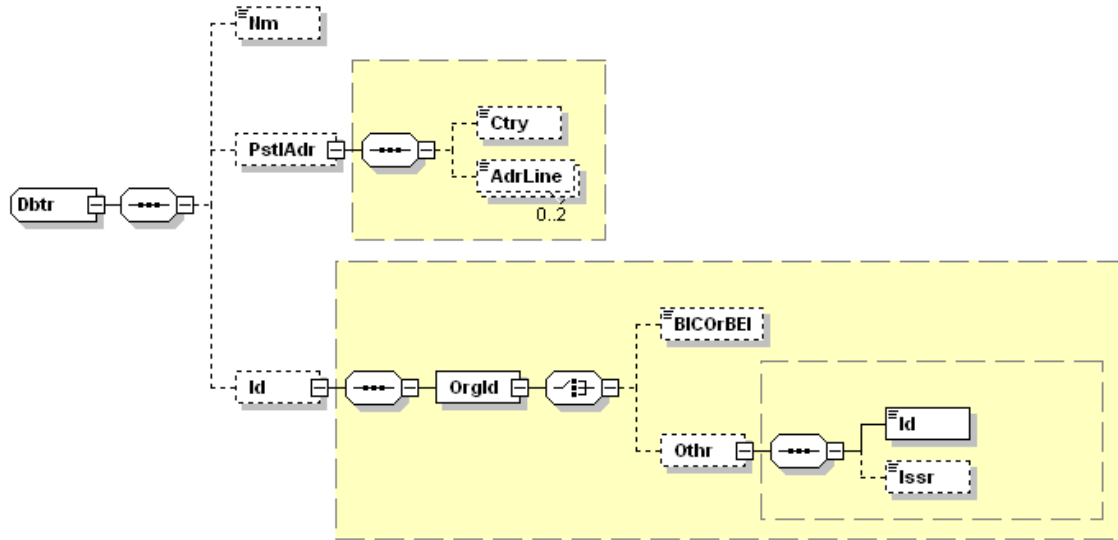 Nm
Ctry
PstlAdr
AdrLine
0..2
Dbtr
BICOrBEI
Id
OrgId
Id
Othr
Issr